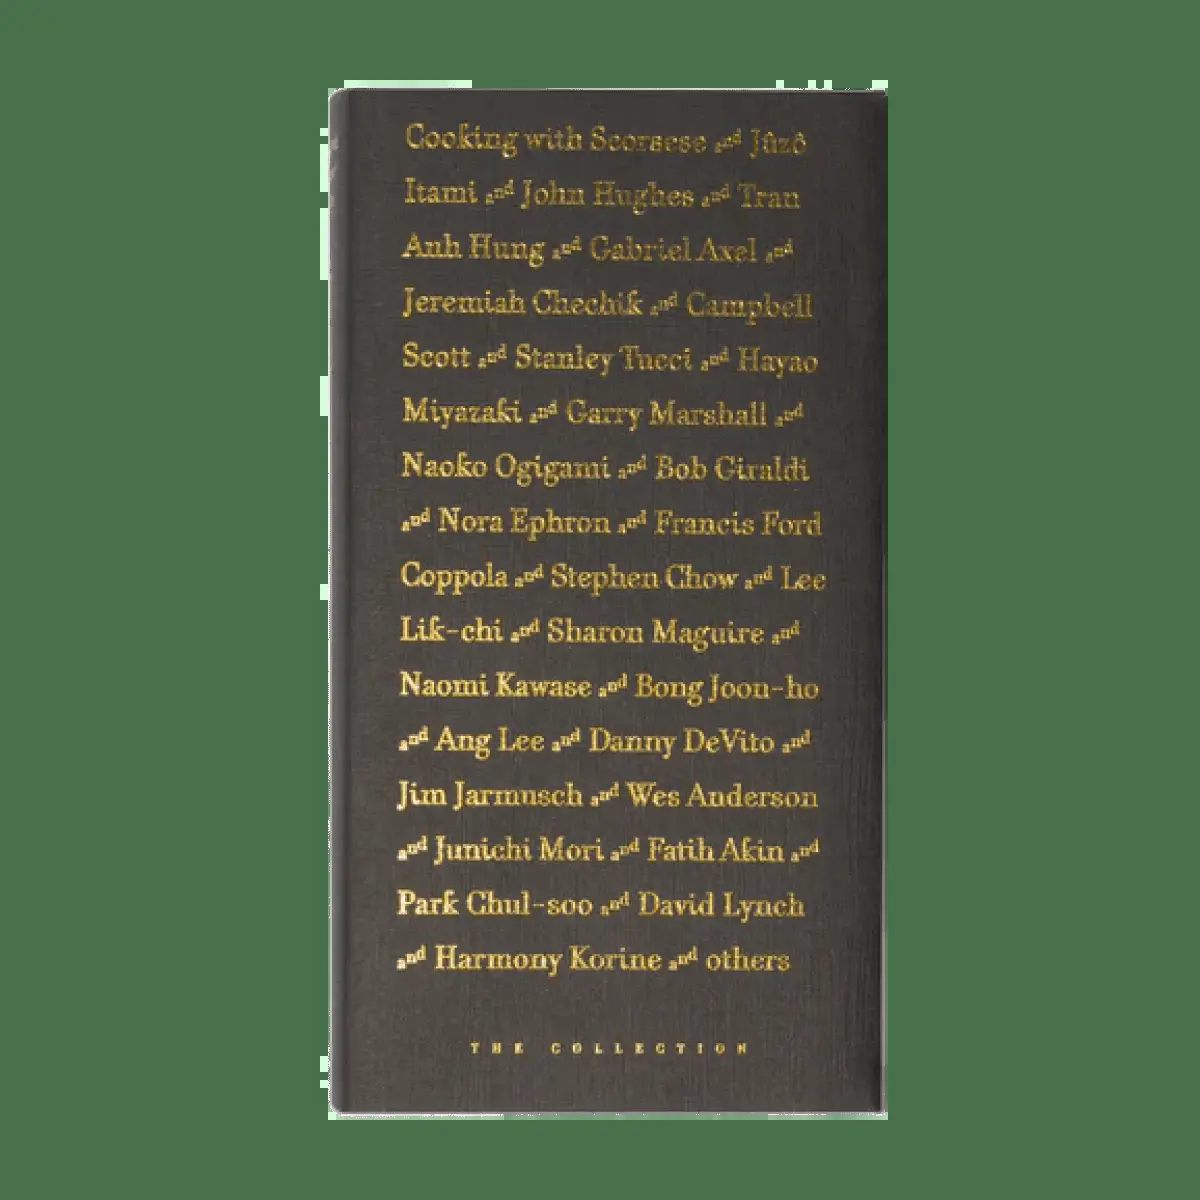 Cooking with Scorsese and Jûzô
Itami and John Hughes and Tran
Anh Hung and Gabriel Axel and
Jeremiah Chechik and Campbell
Scott and Stanley Tucci and Hayao
Miyazaki and Garry Marshall and
Naoko Ogigami and Bob Giraldi
and Nora Ephron and Francis Ford
Coppola and Stephen Chow and Lee
Lik-chi and Sharon Maguire and
Naomi Kawase and Bong Joon-ho
and Ang Lee and Danny DeVito and
Jim Jarmusch and Wes Anderson
and Junichi Mori and Fatih Akin and
Park Chul-soo and David Lynch
and Harmony Korine and others
THE COLLECTION